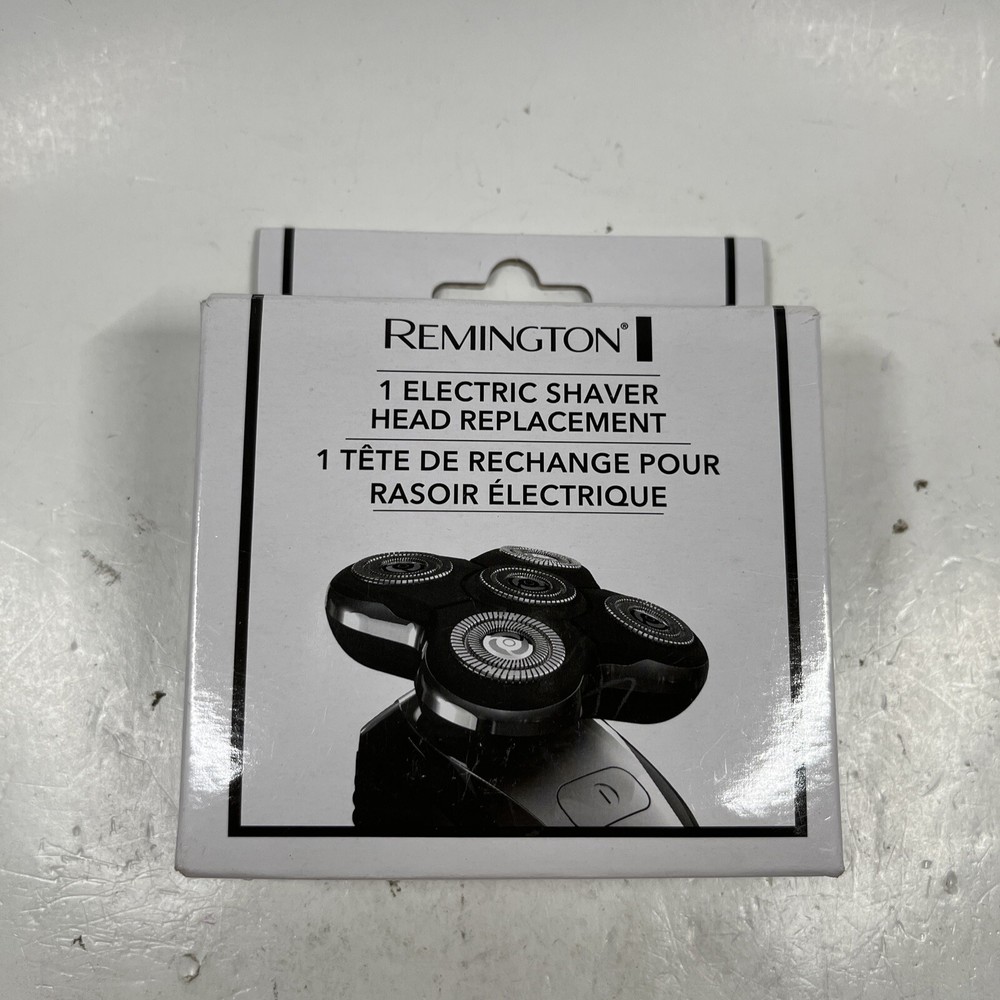 REMINGTON®
1 ELECTRIC SHAVER
HEAD REPLACEMENT
1 TÊTE DE RECHANGE POUR
RASOIR ÉLECTRIQUE